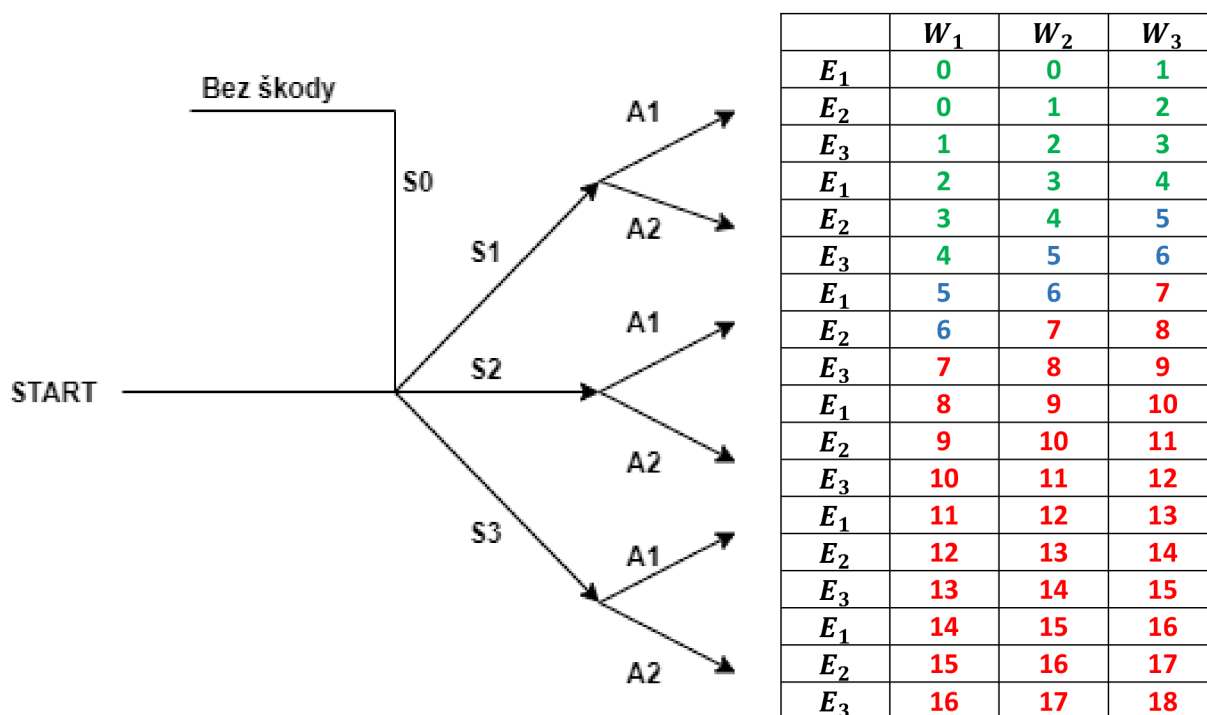 Bez škody
S0
START
S1
S2
S3
A1
A2
A1
A2
A1
A2
W₁ W₂ W₃
E₁ 0 0 1
E₂ 0 1 2
E₃ 1 2 3
E₁ 2 3 4
E₂ 3 4 5
E₃ 4 5 6
E₁ 5 6 7
E₂ 6 7 8
E₃ 7 8 9
E₁ 8 9 10
E₂ 9 10 11
E₃ 10 11 12
E₁ 11 12 13
E₂ 12 13 14
E₃ 13 14 15
E₁ 14 15 16
E₂ 15 16 17
E₃ 16 17 18